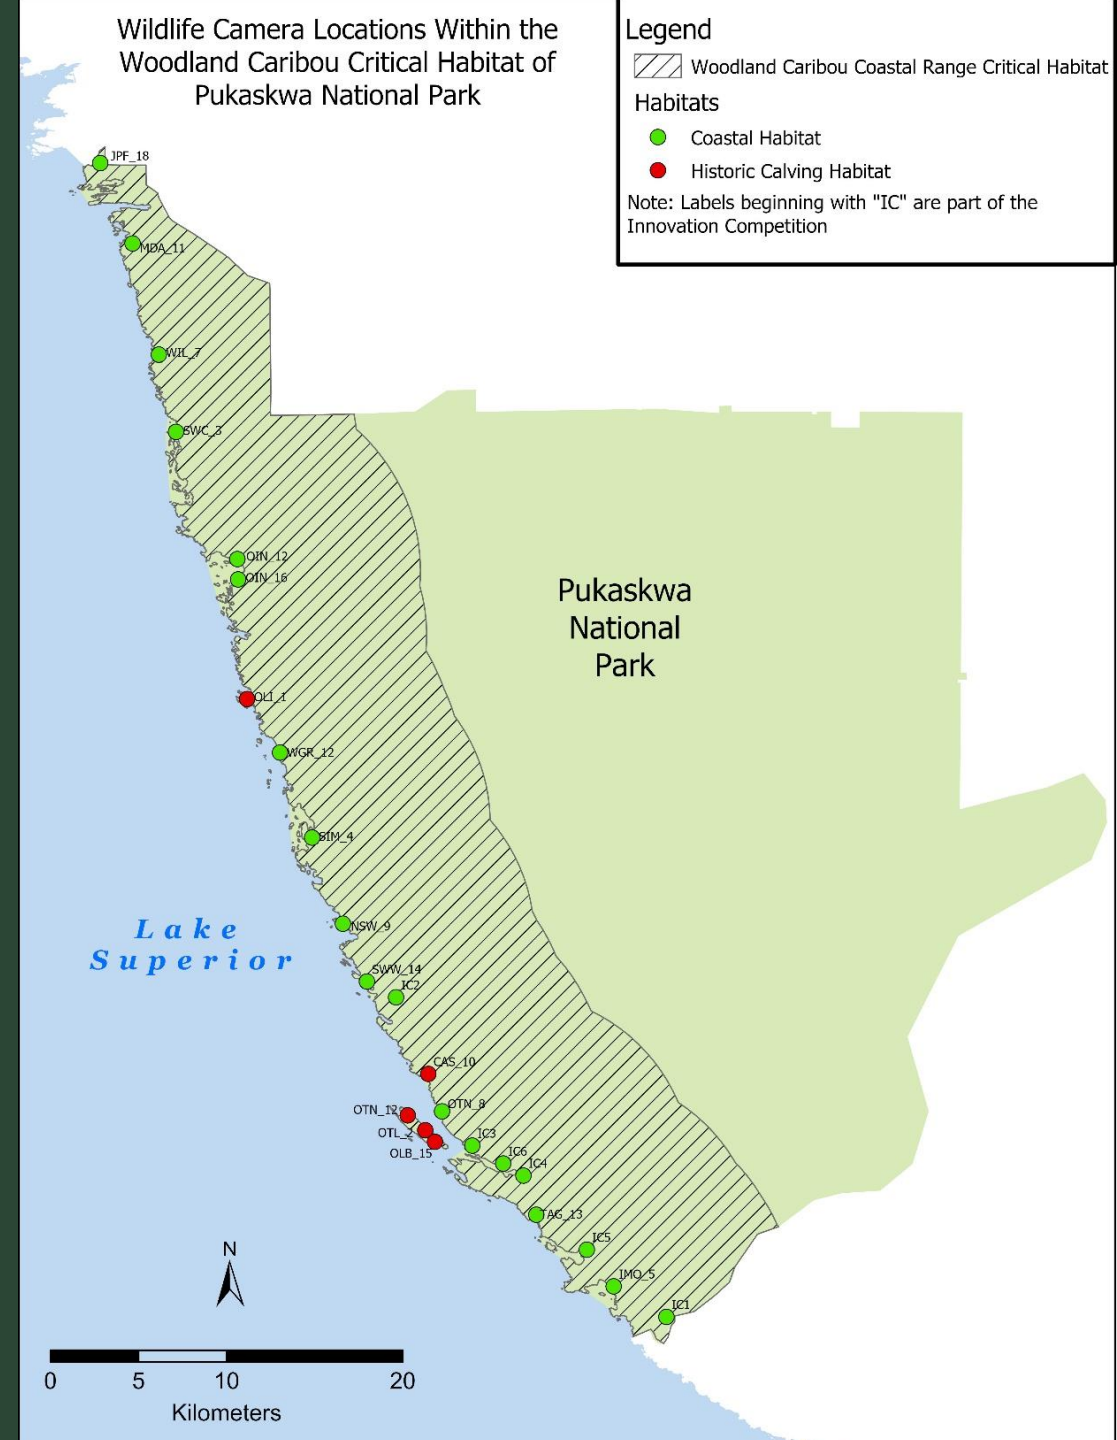 Wildlife Camera Locations Within the
Woodland Caribou Critical Habitat of
Pukaskwa National Park
Legend
Woodland Caribou Coastal Range Critical Habitat
Habitats
Coastal Habitat
Historic Calving Habitat
Note: Labels beginning with "IC" are part of the
Innovation Competition
JPF_18
MDA_11
WIL_7
SWC_3
OIN_12
OIN_16
Pukaskwa
National
Park
OLI_1
WGR_12
SIM_4
NSW_9
Lake
Superior
SWW_14
IC2
CAS_10
OTN_8
OTN_12
OTL_2
OLB_15
IC3
IC6
IC4
TAG_13
IC5
IMO_5
IC1
N
0 5 10 20
Kilometers